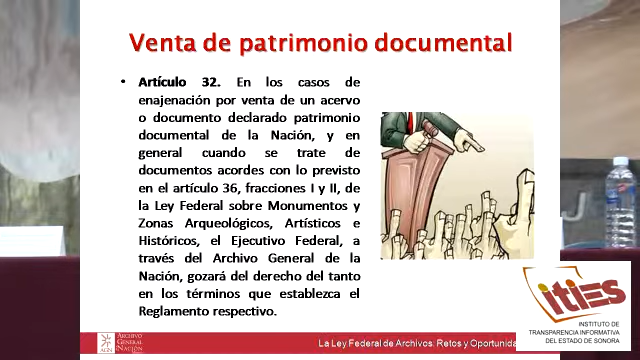 Venta de patrimonio documental
• Artículo 32. En los casos de
enajenación por venta de un acervo
o documento declarado patrimonio
documental de la Nación, y en
general cuando se trate de
documentos acordes con lo previsto
en el artículo 36, fracciones I y II, de
la Ley Federal sobre Monumentos y
Zonas Arqueológicos, Artísticos e
Históricos, el Ejecutivo Federal, a
través del Archivo General de la
Nación, gozará del derecho del tanto
en los términos que establezca el
Reglamento respectivo.
AGN
ARCHIVO
GENERAL
NACIÓN
La Ley Federal de Archivos: Retos y Oportunida
itiES
INSTITUTO DE
TRANSPARENCIA INFORMATIVA
DEL ESTADO DE SONORA